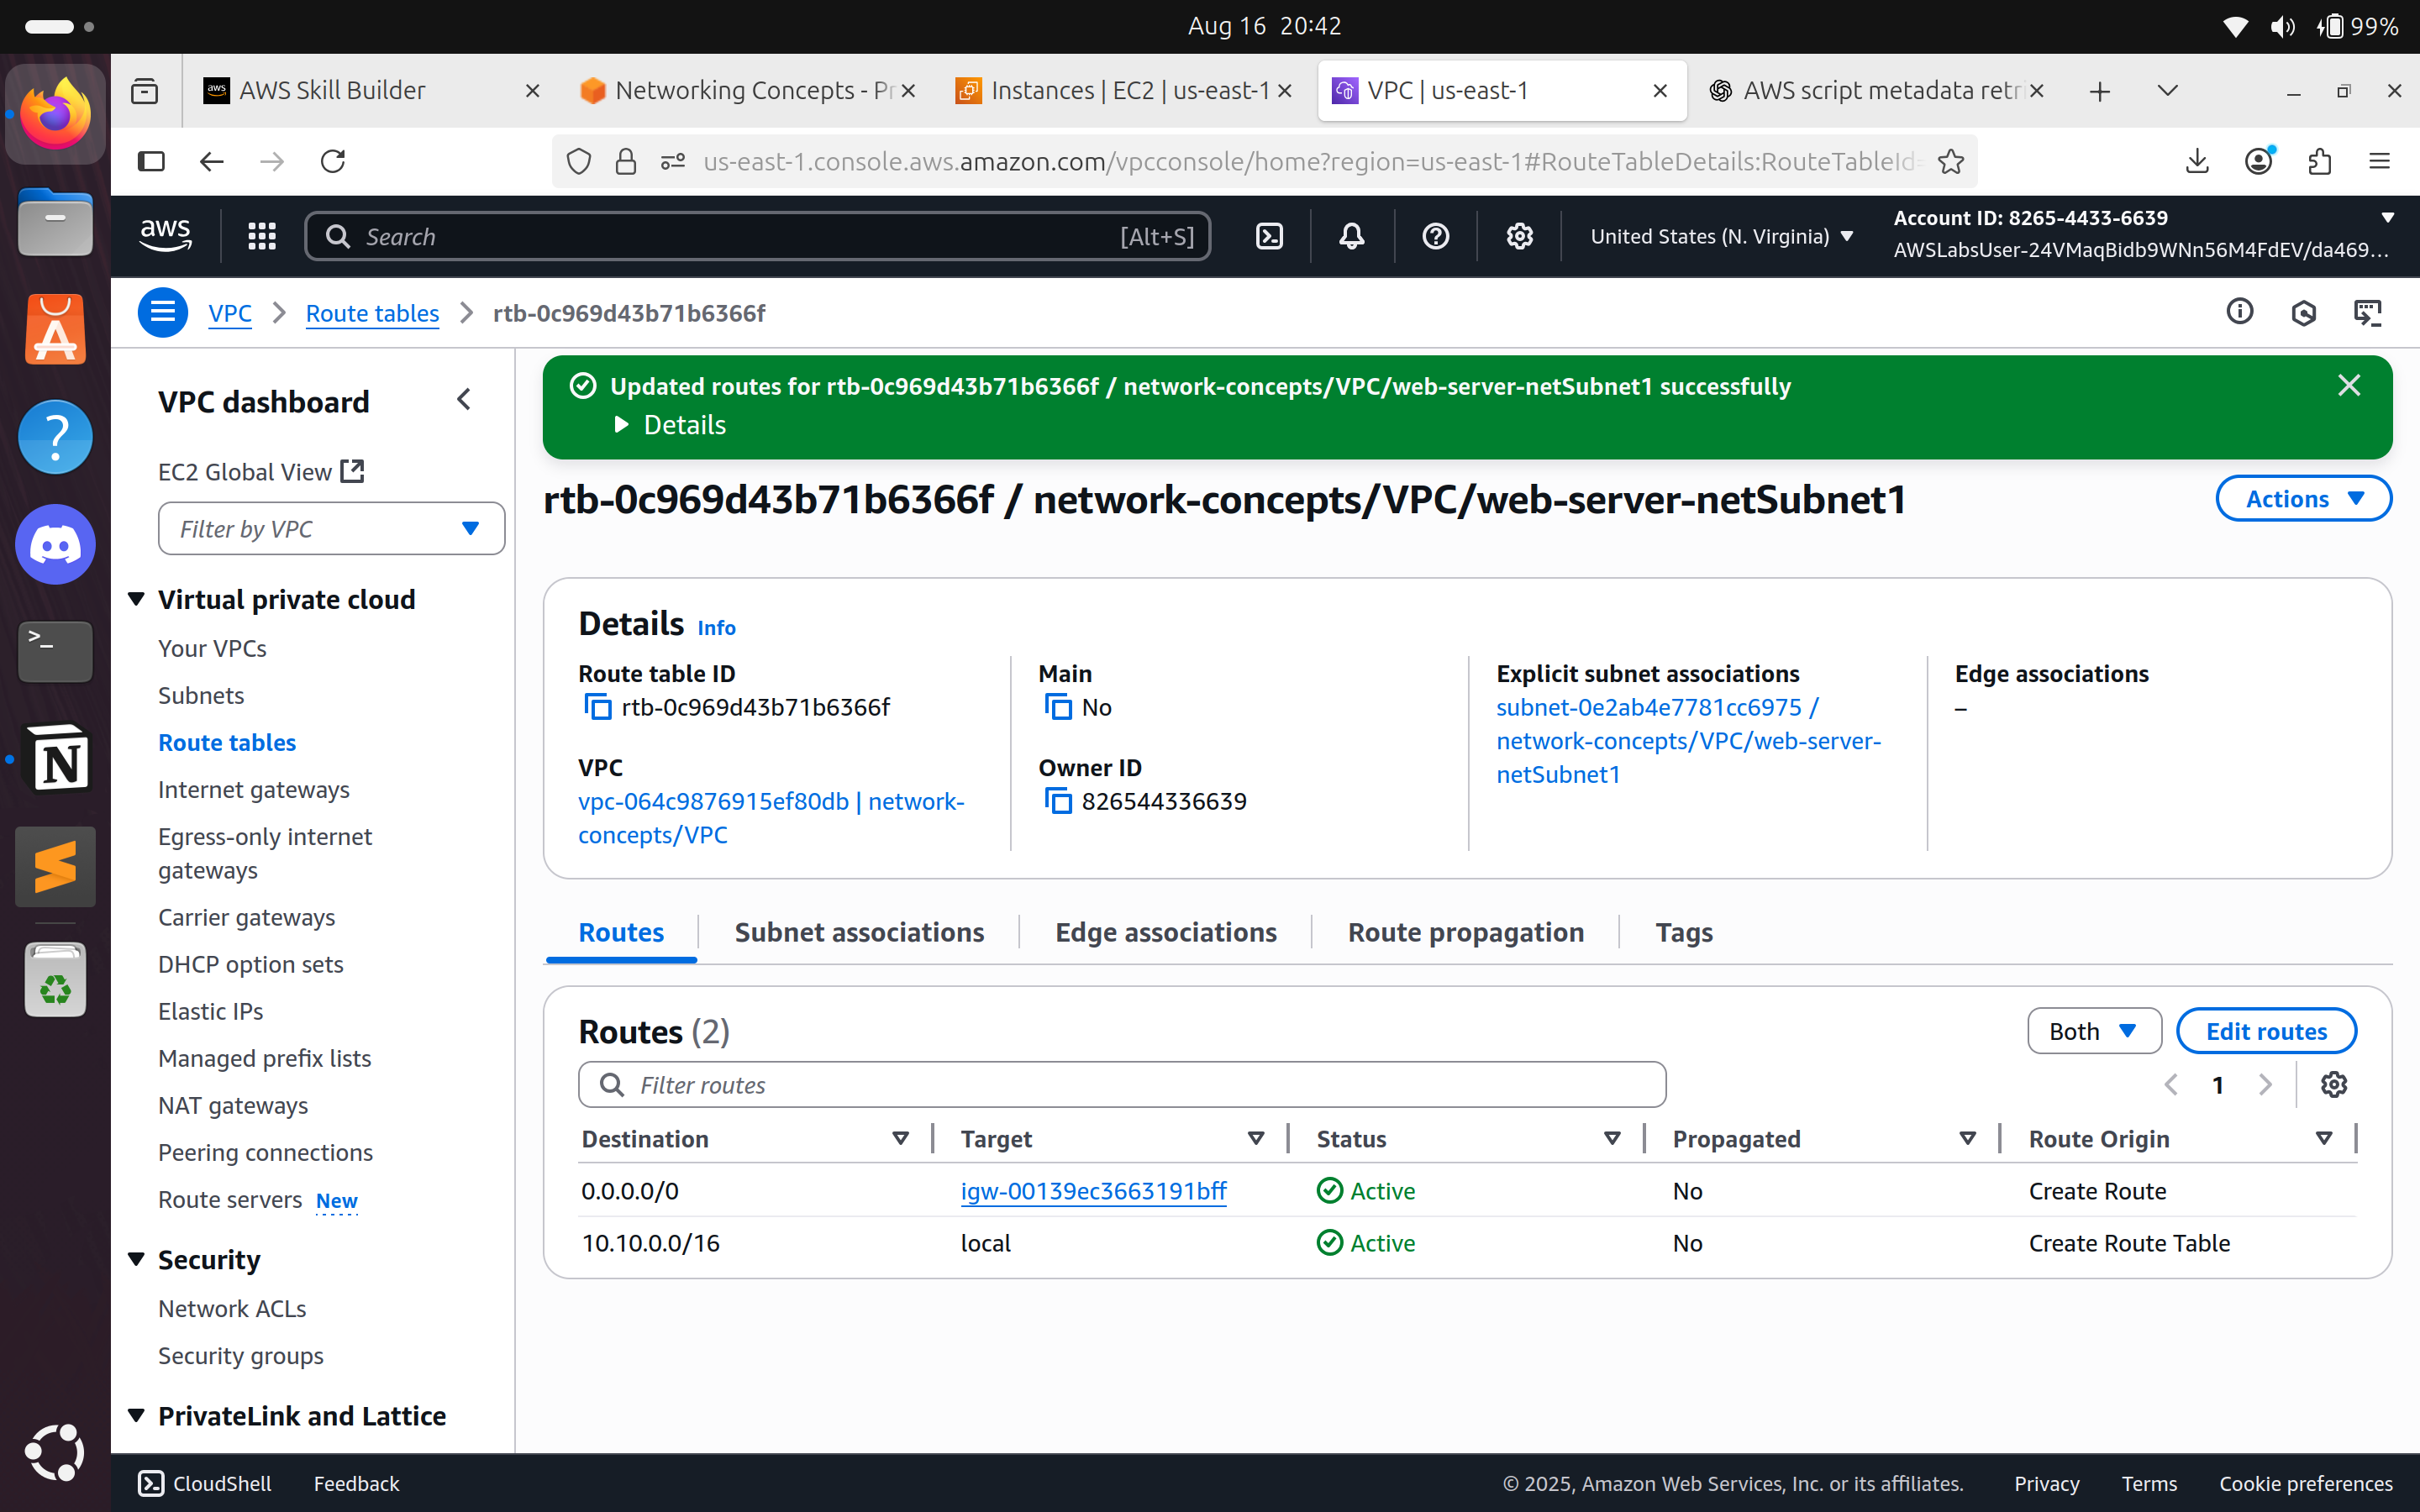 Aug 16 20:42
99%
AWS Skill Builder
Networking Concepts - Pr
Instances | EC2 | us-east-1
VPC | us-east-1
AWS script metadata retri
us-east-1.console.aws.amazon.com/vpcconsole/home?region=us-east-1#RouteTableDetails:RouteTableId=
aws
Search
[Alt+S]
United States (N. Virginia)
Account ID: 8265-4433-6639
AWSLabsUser-24VMaqBidb9WNn56M4FdEV/da469...
VPC
Route tables
rtb-0c969d43b71b6366f
VPC dashboard
EC2 Global View
Filter by VPC
Virtual private cloud
Your VPCs
Subnets
Route tables
Internet gateways
Egress-only internet
gateways
Carrier gateways
DHCP option sets
Elastic IPs
Managed prefix lists
NAT gateways
Peering connections
Route servers New
Security
Network ACLs
Security groups
PrivateLink and Lattice
Updated routes for rtb-0c969d43b71b6366f / network-concepts/VPC/web-server-netSubnet1 successfully
Details
rtb-0c969d43b71b6366f / network-concepts/VPC/web-server-netSubnet1
Actions
Details Info
Route table ID
rtb-0c969d43b71b6366f
Main
No
Explicit subnet associations
subnet-0e2ab4e7781cc6975 /
network-concepts/VPC/web-server-
netSubnet1
Edge associations
–
VPC
vpc-064c9876915ef80db | network-
concepts/VPC
Owner ID
826544336639
Routes
Subnet associations
Edge associations
Route propagation
Tags
Routes (2)
Both
Edit routes
Filter routes
1
Destination Target Status Propagated Route Origin
0.0.0.0/0 igw-00139ec3663191bff Active No Create Route
10.10.0.0/16 local Active No Create Route Table
CloudShell
Feedback
© 2025, Amazon Web Services, Inc. or its affiliates.
Privacy
Terms
Cookie preferences